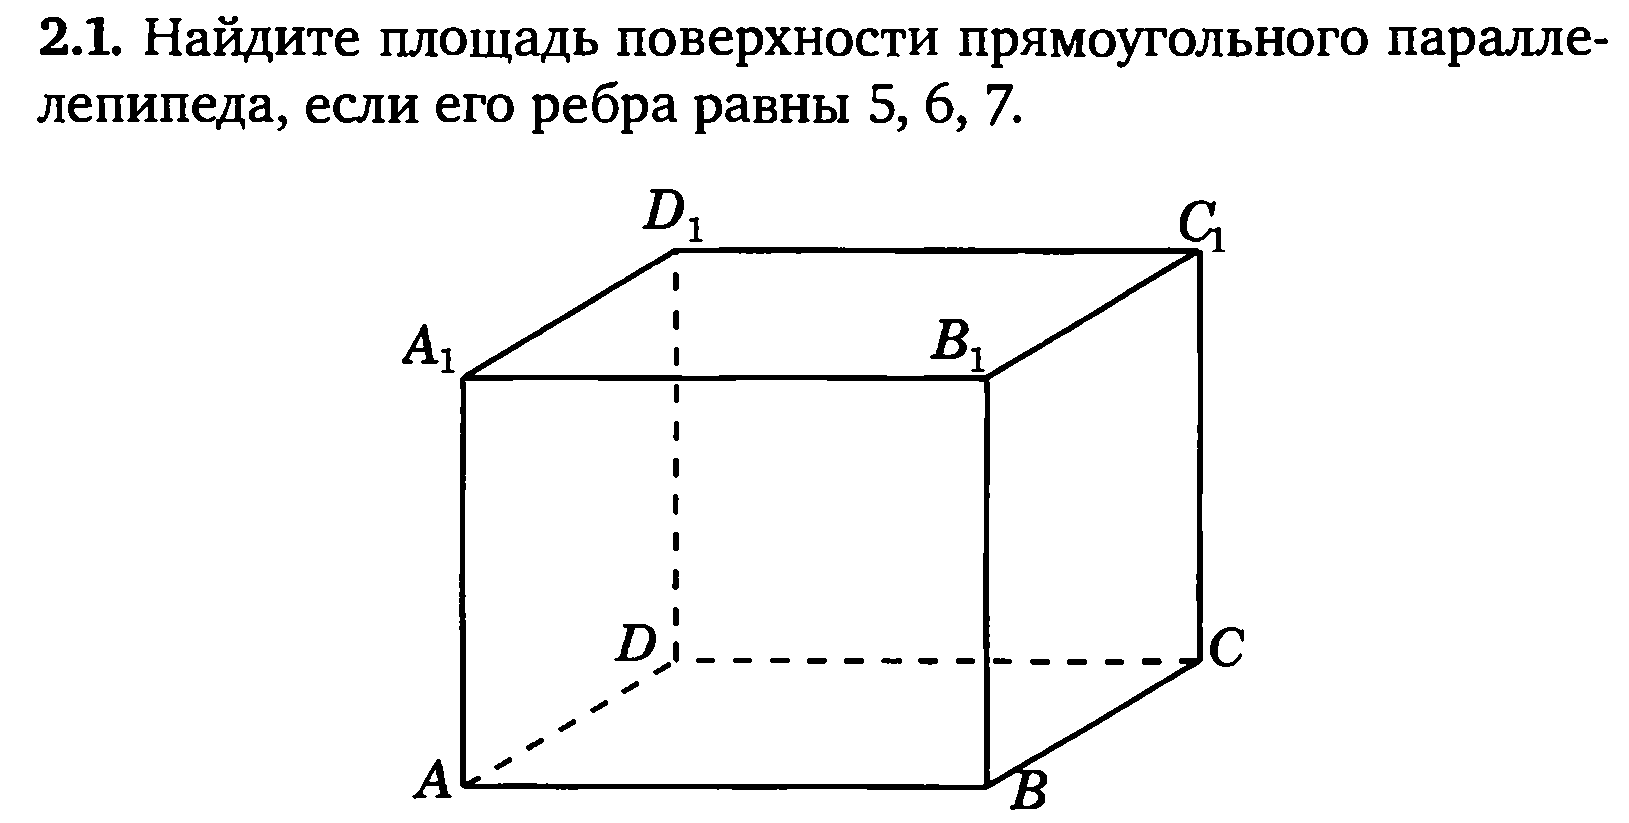 2.1. Найдите площадь поверхности прямоугольного паралле-
лепипеда, если его ребра равны 5, 6, 7.
D₁
C₁
A₁
B₁
D
C
A
B